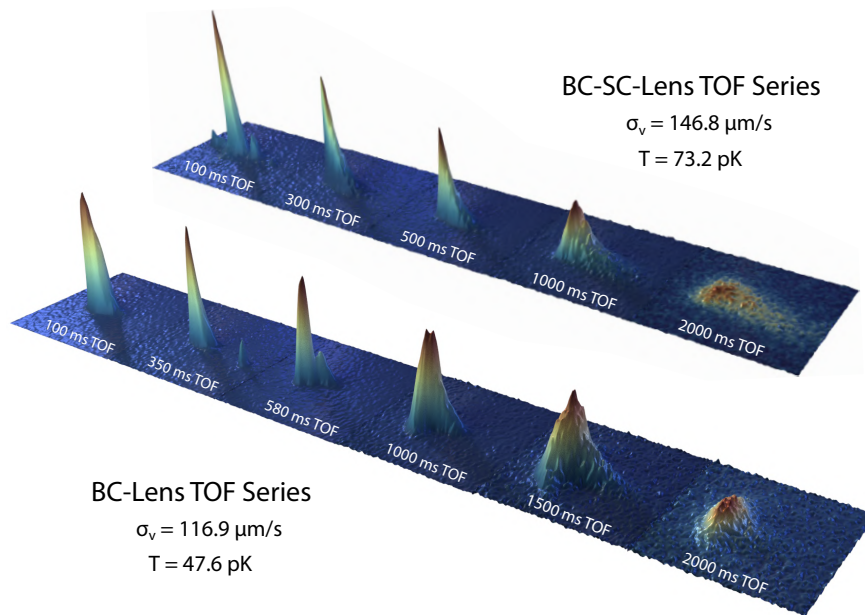 BC-SC-Lens TOF Series
σv = 146.8 μm/s
T = 73.2 pK
100 ms TOF
300 ms TOF
500 ms TOF
1000 ms TOF
2000 ms TOF
100 ms TOF
350 ms TOF
580 ms TOF
1000 ms TOF
1500 ms TOF
2000 ms TOF
BC-Lens TOF Series
σv = 116.9 μm/s
T = 47.6 pK